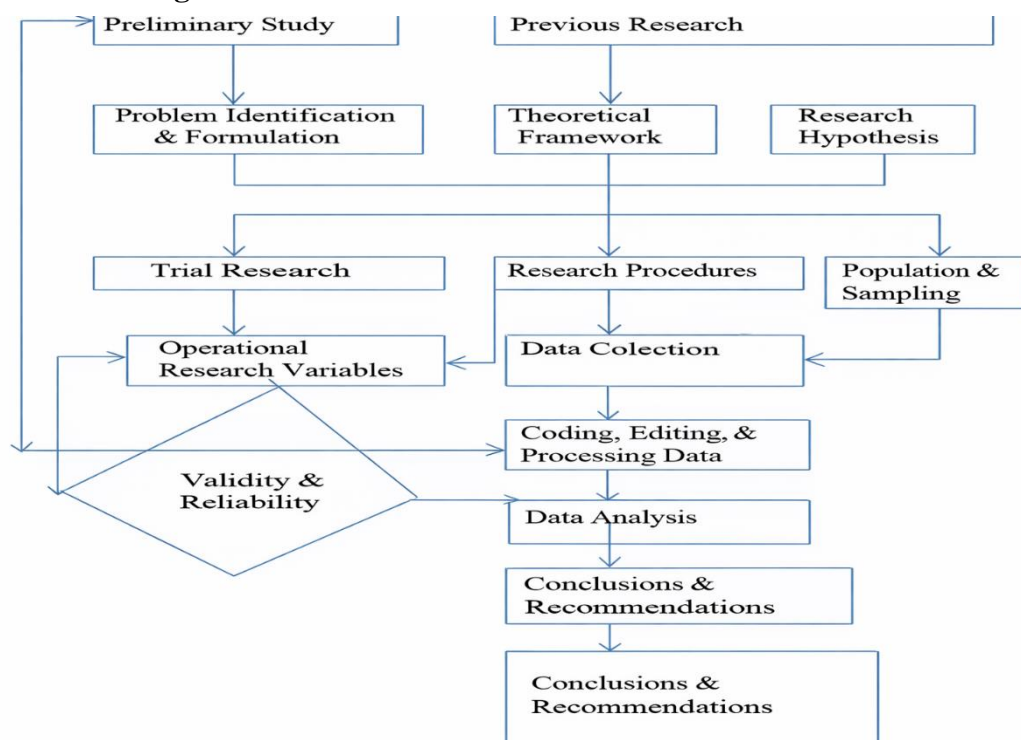 Preliminary Study
Previous Research
Problem Identification
& Formulation
Theoretical
Framework
Research
Hypothesis
Trial Research
Research Procedures
Population &
Sampling
Operational
Research Variables
Data Colection
Coding, Editing, &
Processing Data
Validity &
Reliability
Data Analysis
Conclusions &
Recommendations
Conclusions &
Recommendations